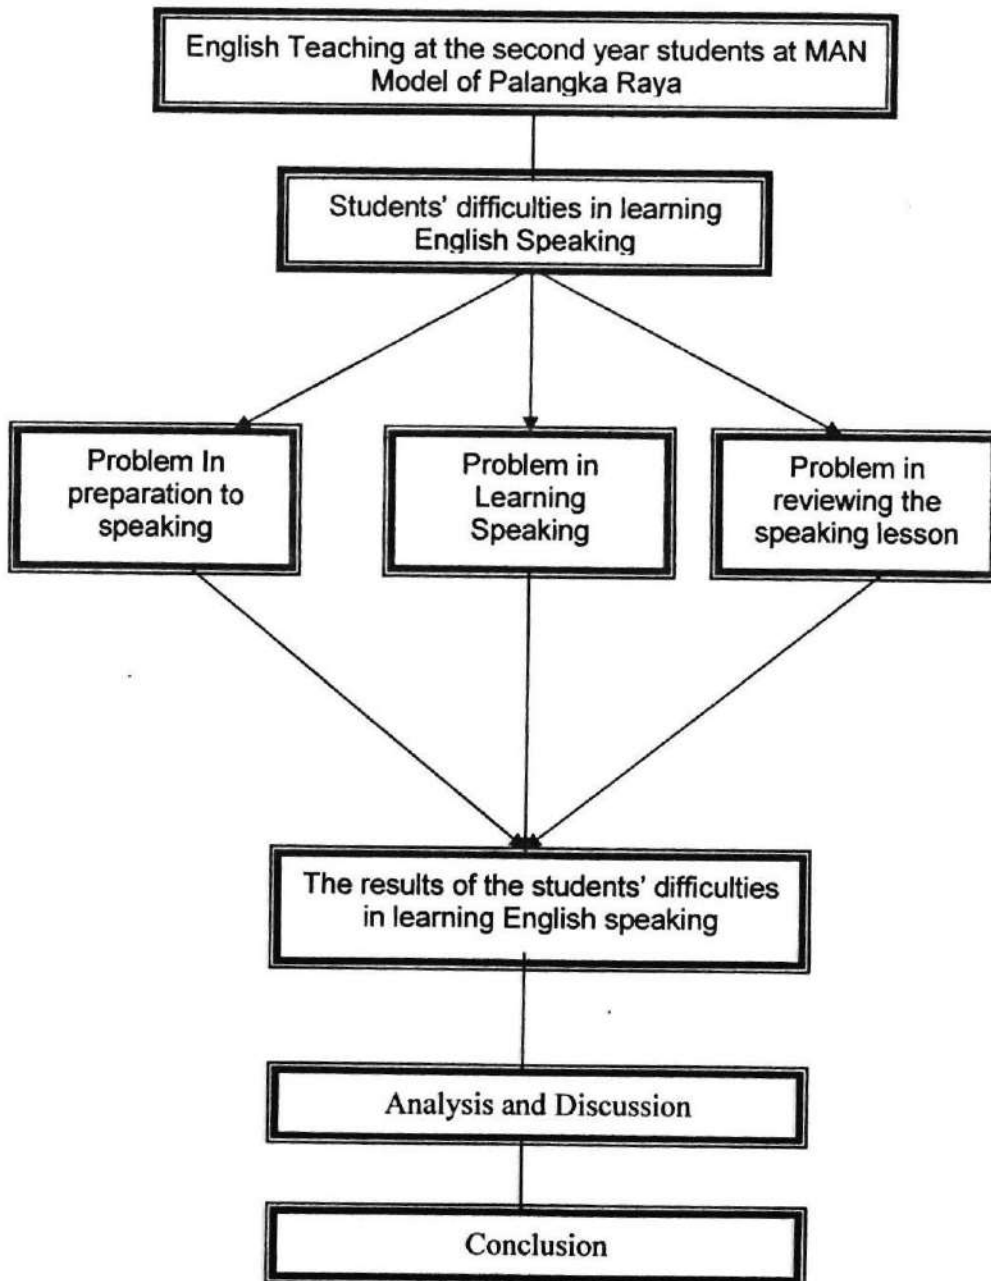 English Teaching at the second year students at MAN
Model of Palangka Raya
Students' difficulties in learning
English Speaking
Problem In
preparation to
speaking
Problem in
Learning
Speaking
Problem in
reviewing the
speaking lesson
The results of the students' difficulties
in learning English speaking
Analysis and Discussion
Conclusion